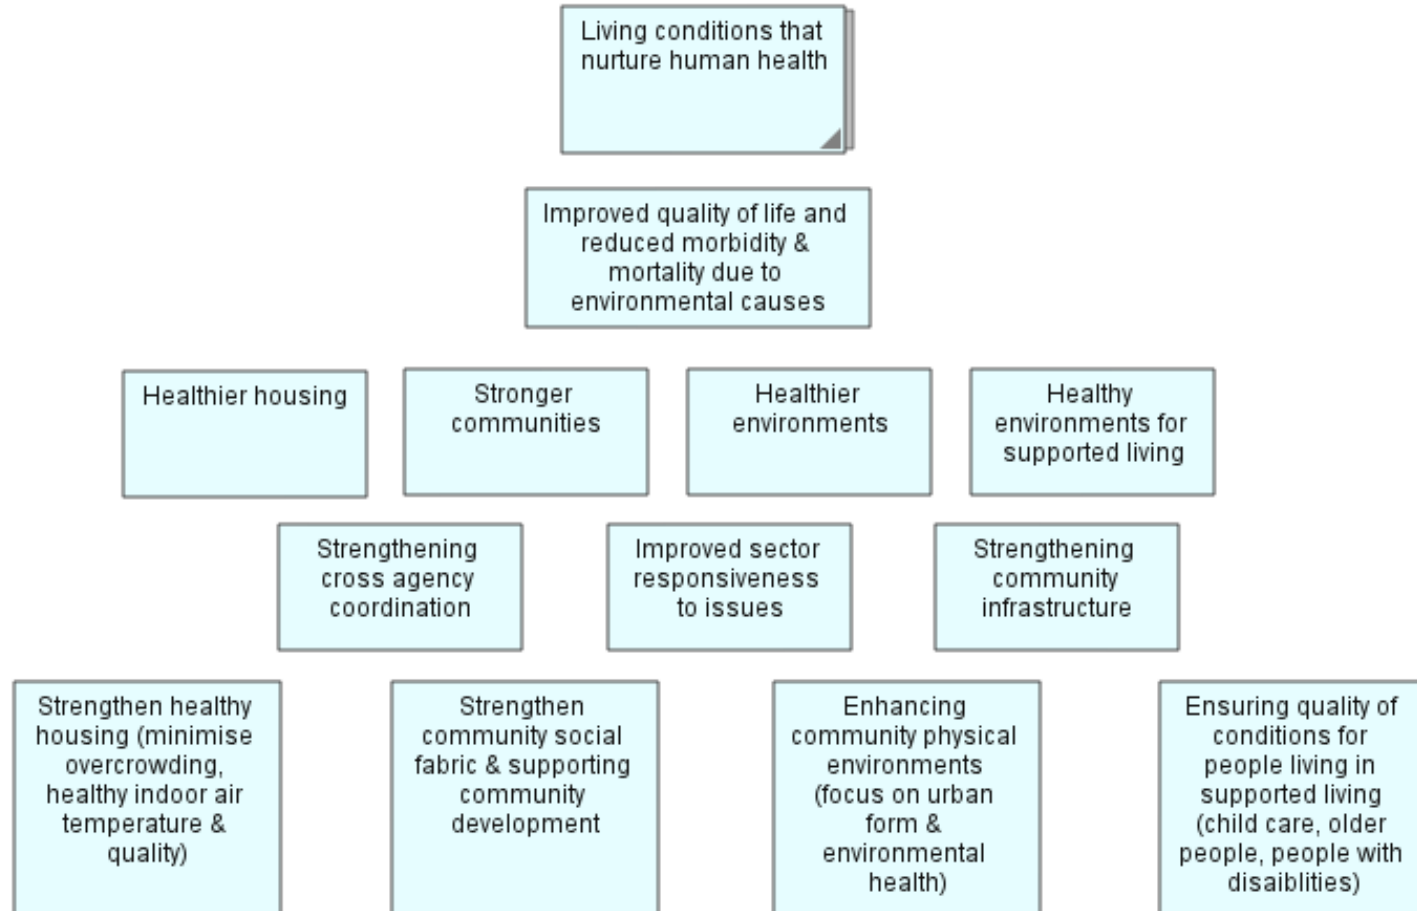 Living conditions that
nurture human health
Improved quality of life and
reduced morbidity &
mortality due to
environmental causes
Healthier housing
Stronger
communities
Healthier
environments
Healthy
environments for
supported living
Strengthening
cross agency
coordination
Improved sector
responsiveness
to issues
Strengthening
community
infrastructure
Strengthen healthy
housing (minimise
overcrowding,
healthy indoor air
temperature &
quality)
Strengthen
community social
fabric & supporting
community
development
Enhancing
community physical
environments
(focus on urban
form &
environmental
health)
Ensuring quality of
conditions for
people living in
supported living
(child care, older
people, people with
disaiblities)